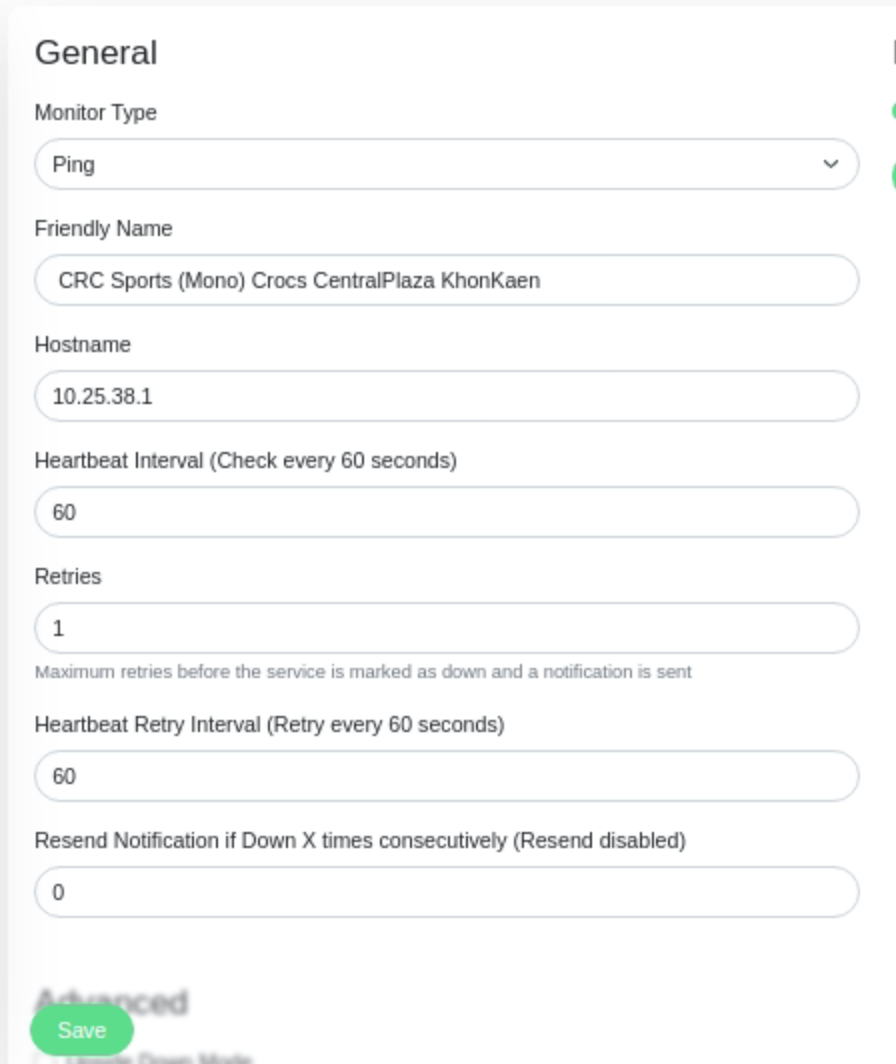 General
Monitor Type
Ping
Friendly Name
CRC Sports (Mono) Crocs CentralPlaza KhonKaen
Hostname
10.25.38.1
Heartbeat Interval (Check every 60 seconds)
60
Retries
1
Maximum retries before the service is marked as down and a notification is sent
Heartbeat Retry Interval (Retry every 60 seconds)
60
Resend Notification if Down X times consecutively (Resend disabled)
0
Advanced
Save
Upside Down Mode